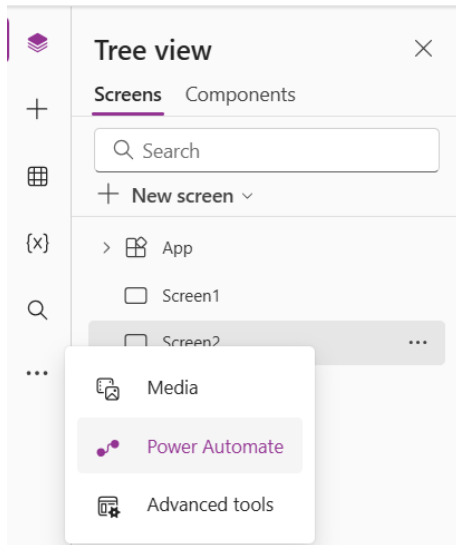 Tree view
Screens Components
Search
New screen
{x}
App
Screen1
Screen2
Media
Power Automate
Advanced tools